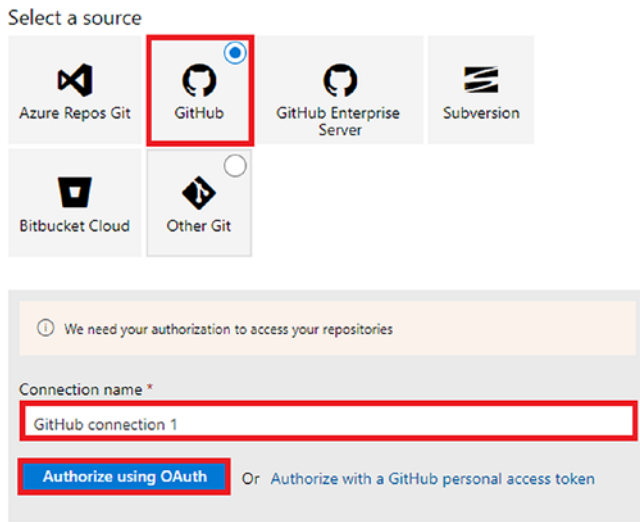 Select a source
Azure Repos Git
GitHub
GitHub Enterprise
Server
Subversion
Bitbucket Cloud
Other Git
We need your authorization to access your repositories
Connection name *
GitHub connection 1
Authorize using OAuth Or Authorize with a GitHub personal access token